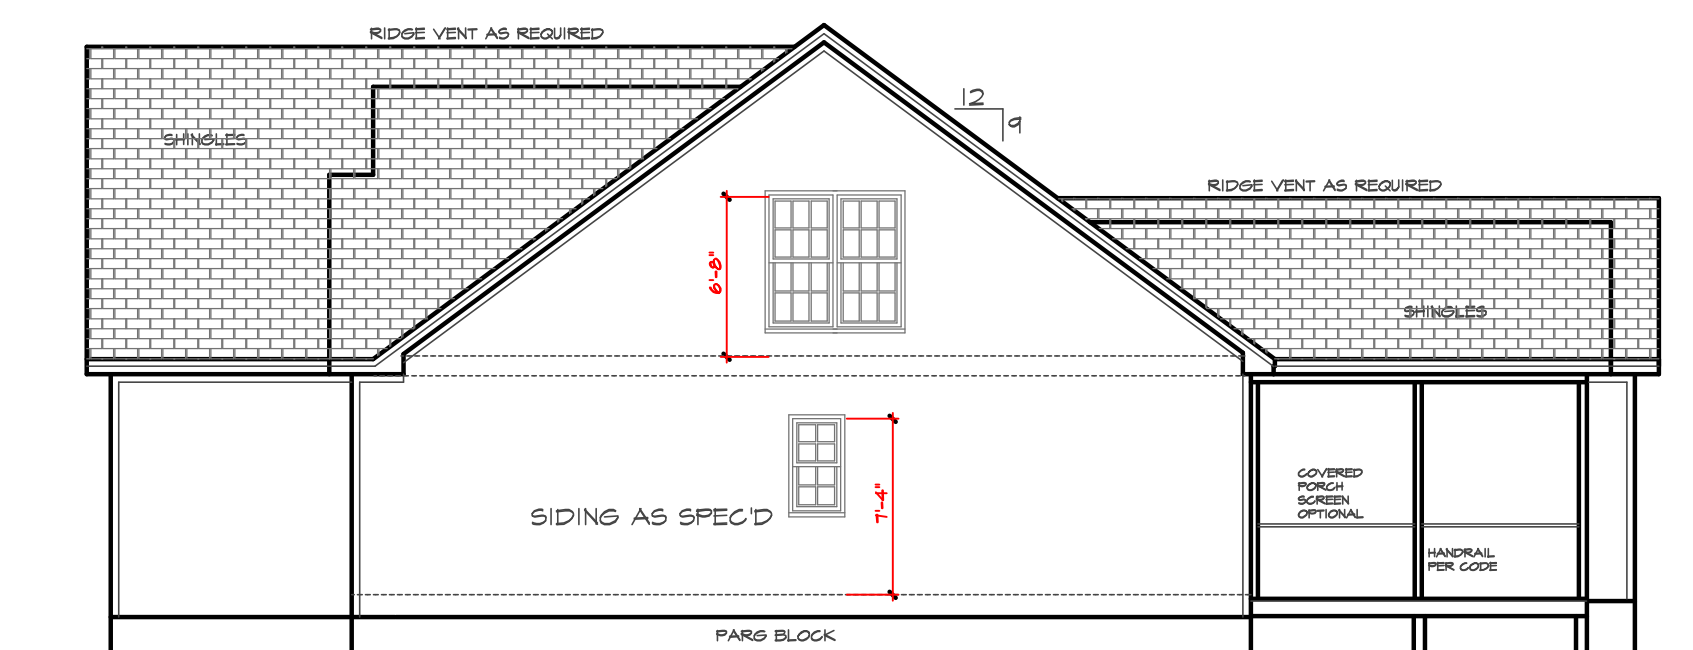 RIDGE VENT AS REQUIRED
12
9
SHINGLES
RIDGE VENT AS REQUIRED
6'-8"
SHINGLES
7'-4"
SIDING AS SPEC'D
COVERED
PORCH
SCREEN
OPTIONAL
HANDRAIL
PER CODE
PARG BLOCK